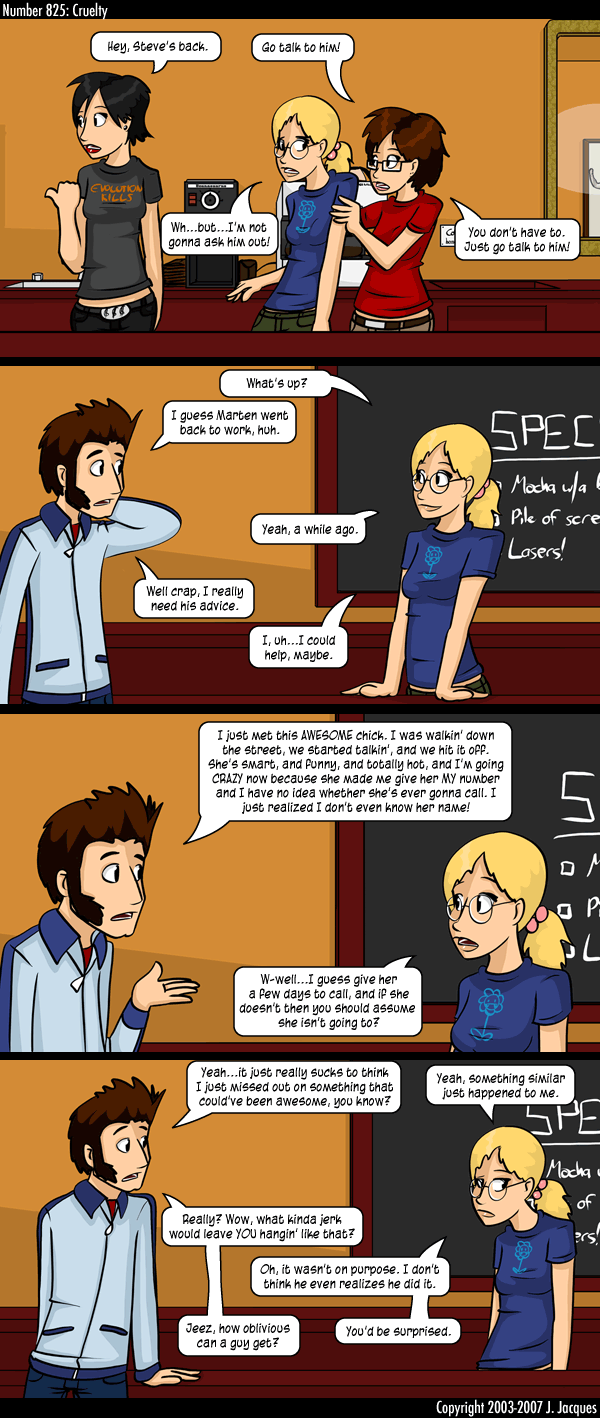 Number 825: Cruelty
Hey, Steve's back.
Go talk to him!
EVOLUTION
KILLS
Wh...but...I'm not
gonna ask him out!
You don't have to.
Just go talk to him!
What's up?
I guess Marten went
back to work, huh.
Yeah, a while ago.
Well crap, I really
need his advice.
I, uh...I could
help, maybe.
SPEC
Mocha w/a
Pile of scre
Lasers!
I just met this AWESOME chick. I was walkin' down
the street, we started talkin', and we hit it off.
She's smart, and funny, and totally hot, and I'm going
CRAZY now because she made me give her MY number
and I have no idea whether she's ever gonna call. I
just realized I don't even know her name!
W-well...I guess give her
a few days to call, and if she
doesn't then you should assume
she isn't going to?
S
M
Pi
L
Yeah...it just really sucks to think
I just missed out on something that
could've been awesome, you know?
Yeah, something similar
just happened to me.
Really? Wow, what kinda jerk
would leave YOU hangin' like that?
Oh, it wasn't on purpose. I don't
think he even realizes he did it.
Jeez, how oblivious
can a guy get?
You'd be surprised.
SPE
Mocha
of
ers!
Copyright 2003-2007 J. Jacques